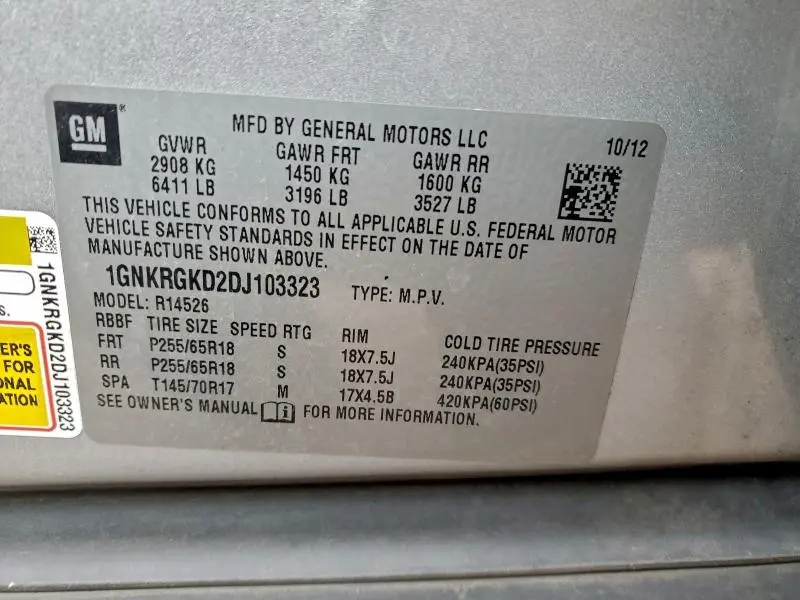 GM
MFD BY GENERAL MOTORS LLC
10/12
GVWR GAWR FRT GAWR RR
2908 KG 1450 KG 1600 KG
6411 LB 3196 LB 3527 LB
THIS VEHICLE CONFORMS TO ALL APPLICABLE U.S. FEDERAL MOTOR
VEHICLE SAFETY STANDARDS IN EFFECT ON THE DATE OF
MANUFACTURE SHOWN ABOVE.
1GNKRGKD2DJ103323 TYPE: M.P.V.
MODEL: R14526
RBBF TIRE SIZE SPEED RTG RIM COLD TIRE PRESSURE
FRT P255/65R18 S 18X7.5J 240KPA(35PSI)
RR P255/65R18 S 18X7.5J 240KPA(35PSI)
SPA T145/70R17 M 17X4.5B 420KPA(60PSI)
SEE OWNER'S MANUAL FOR MORE INFORMATION.
1GNKRGKD2DJ103323
S.
ER'S
FOR
ONAL
ATION